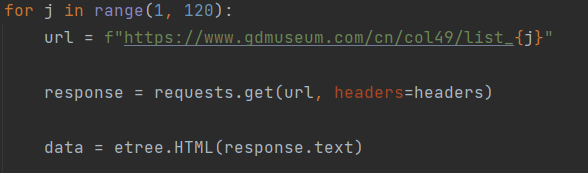 for j in range(1, 120):
url = f"https://www.gdmuseum.com/cn/col49/list_{j}"
response = requests.get(url, headers=headers)
data = etree.HTML(response.text)